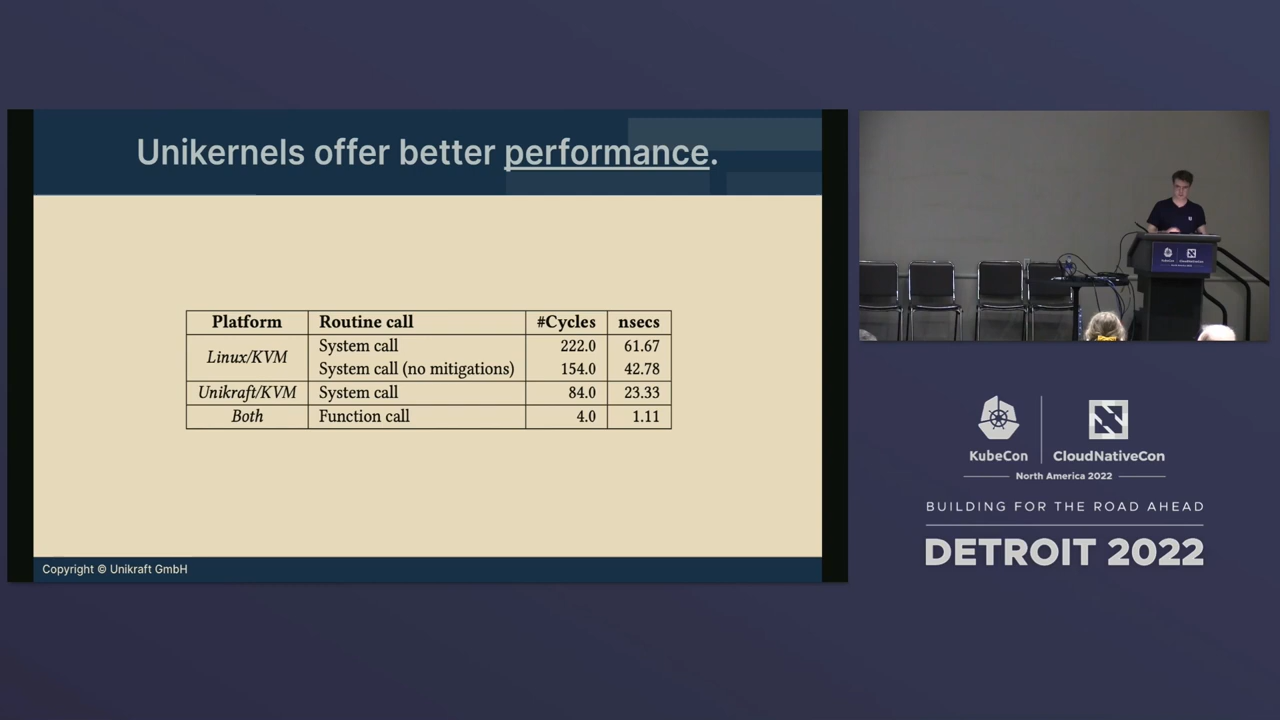 Unikernels offer better performance.
Platform Routine call #Cycles nsecs
Linux/KVM System call 222.0 61.67
System call (no mitigations) 154.0 42.78
Unikraft/KVM System call 84.0 23.33
Both Function call 4.0 1.11
Copyright © Unikraft GmbH
KubeCon CloudNativeCon
KubeCon CloudNativeCon
North America 2022
BUILDING FOR THE ROAD AHEAD
DETROIT 2022